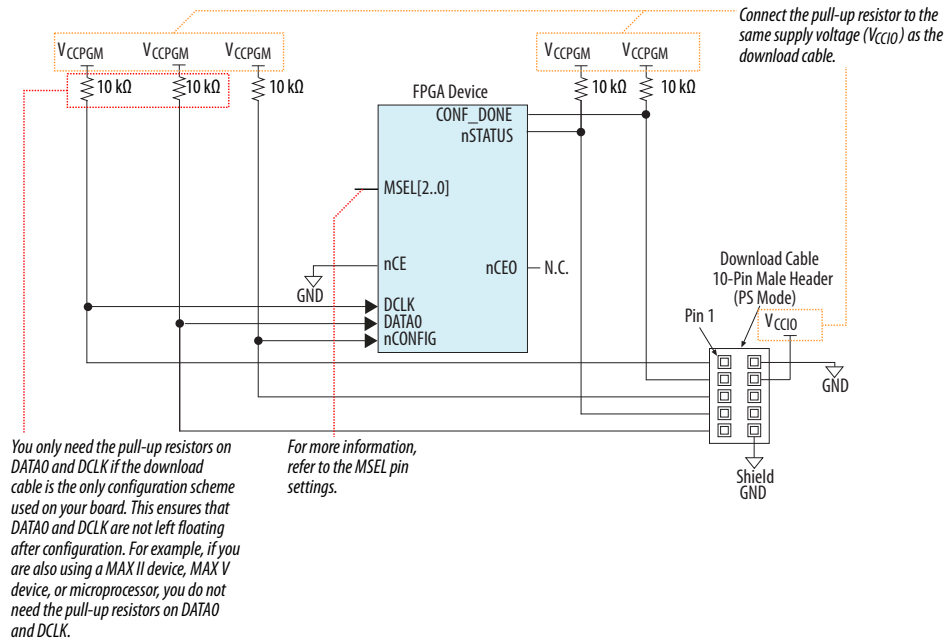 Connect the pull-up resistor to the
same supply voltage (VCCIO) as the
download cable.
VCCPGM VCCPGM VCCPGM VCCPGM VCCPGM
10 kΩ 10 kΩ 10 kΩ 10 kΩ 10 kΩ
FPGA Device
CONF_DONE
nSTATUS
MSEL[2..0]
nCE
nCEO
N.C.
GND
DCLK
DATA0
nCONFIG
Download Cable
10-Pin Male Header
(PS Mode)
Pin 1
VCCIO
GND
Shield
GND
You only need the pull-up resistors on
DATA0 and DCLK if the download
cable is the only configuration scheme
used on your board. This ensures that
DATA0 and DCLK are not left floating
after configuration. For example, if you
are also using a MAX II device, MAX V
device, or microprocessor, you do not
need the pull-up resistors on DATA0
and DCLK.
For more information,
refer to the MSEL pin
settings.